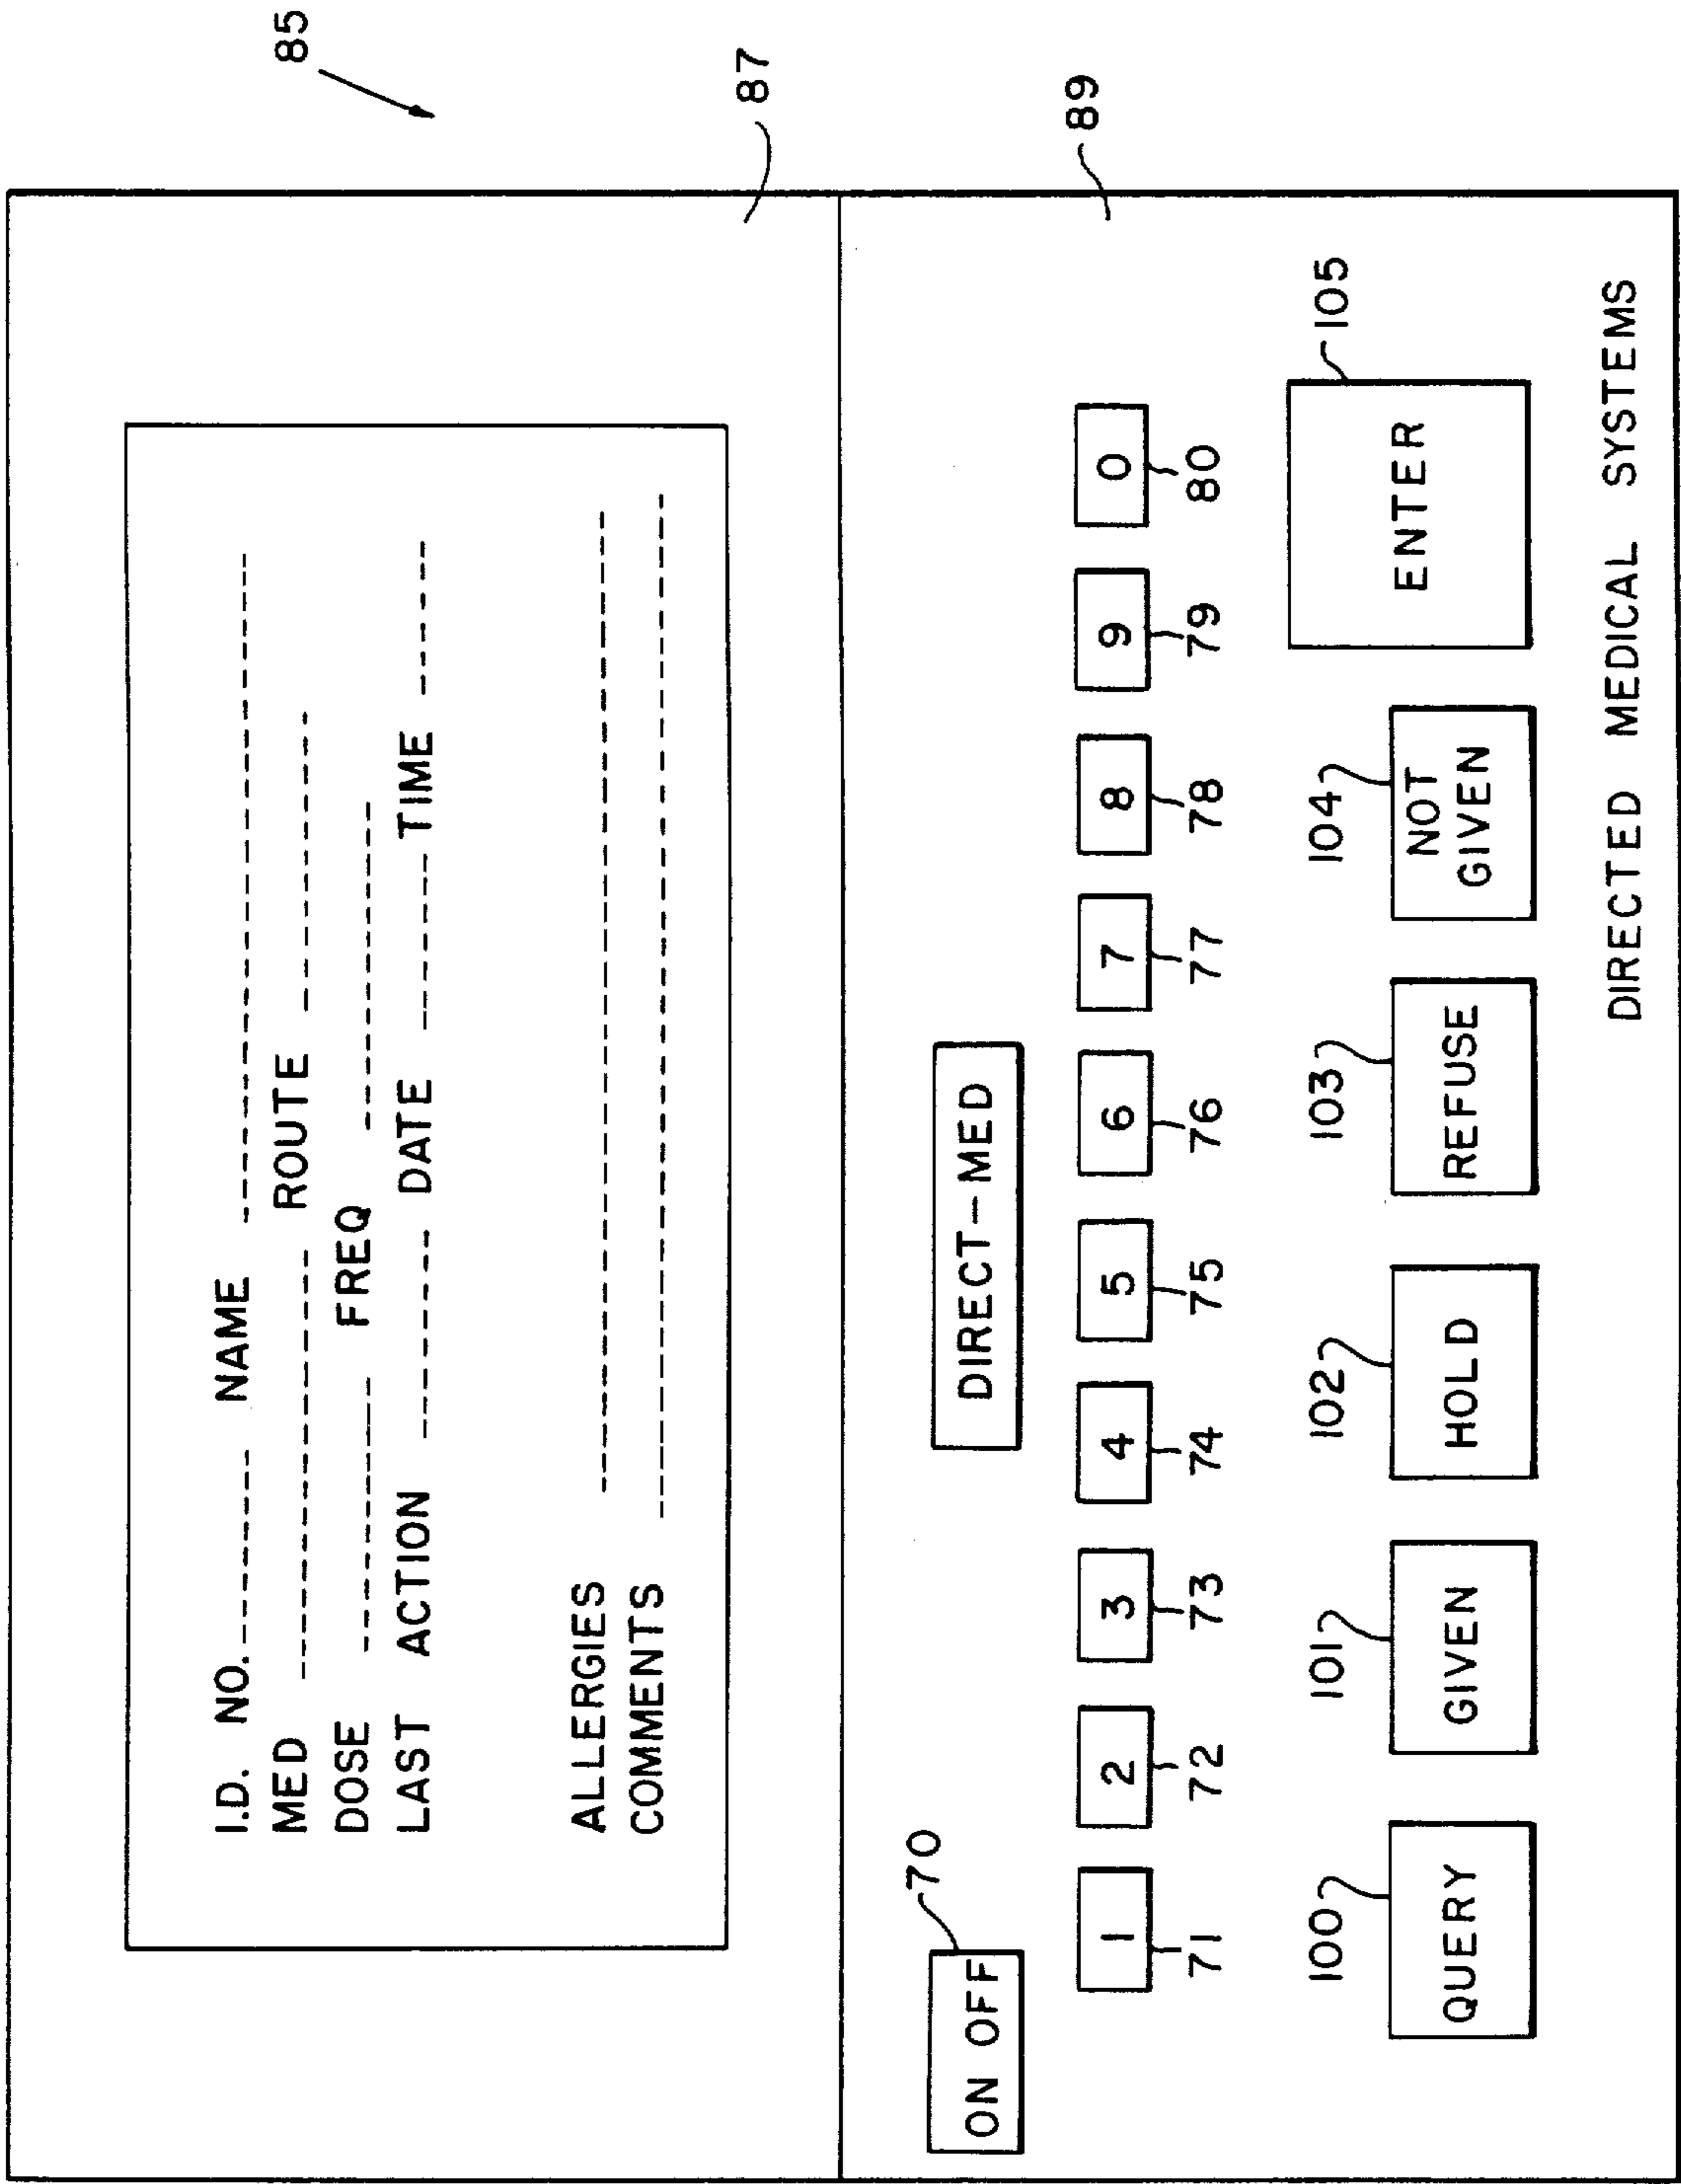 85
I.D. NO. NAME
MED ROUTE
DOSE FREQ
LAST ACTION DATE TIME
ALLERGIES
COMMENTS
87
89
ON OFF
70
DIRECT-MED
1 2 3 4 5 6 7 8 9 0
71 72 73 74 75 76 77 78 79 80
100 101 102 103 104 105
QUERY GIVEN HOLD REFUSE NOT GIVEN ENTER
DIRECTED MEDICAL SYSTEMS